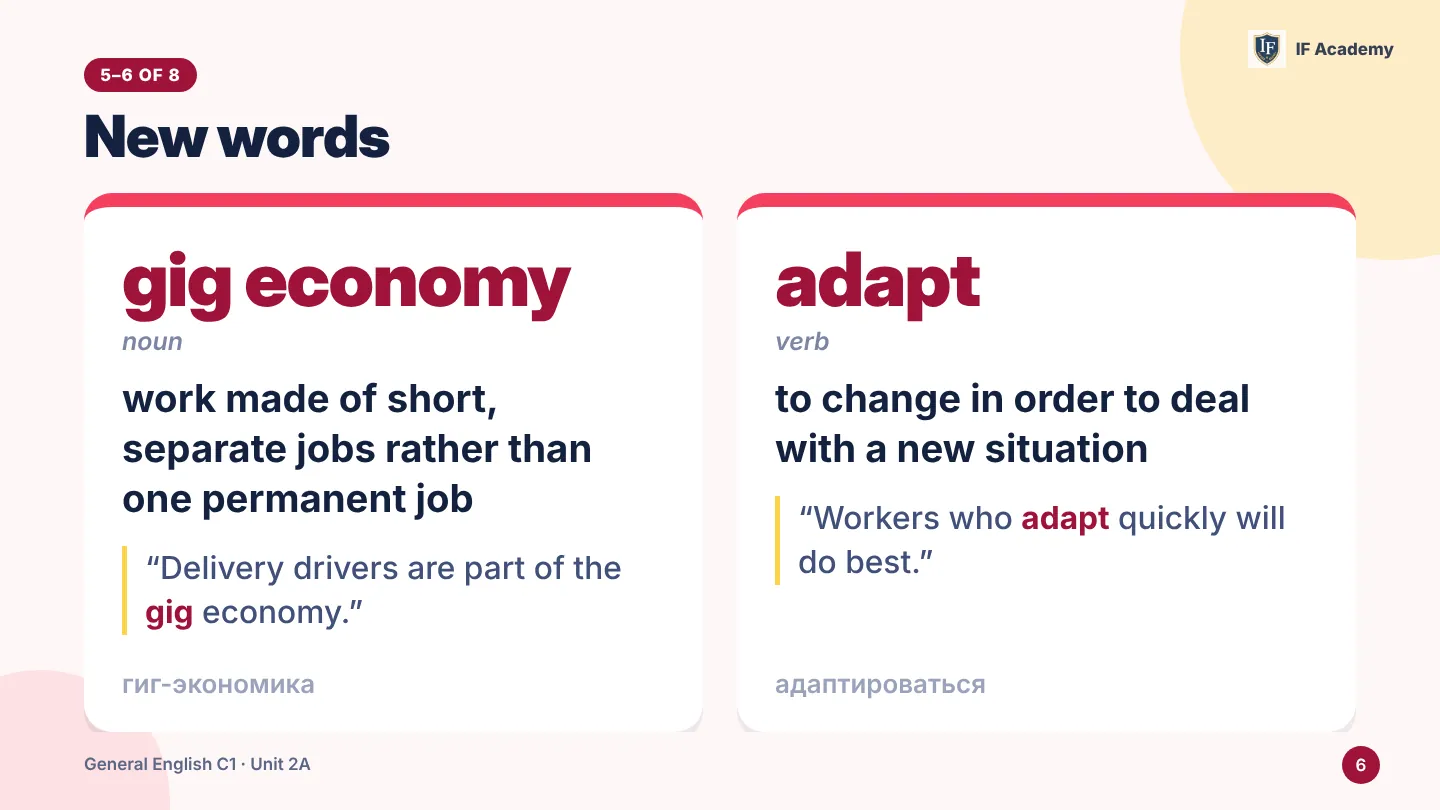 IF
IF Academy
5–6 OF 8
New words
gig economy
noun
work made of short,
separate jobs rather than
one permanent job
“Delivery drivers are part of the
gig economy.”
гиг-экономика
adapt
verb
to change in order to deal
with a new situation
“Workers who adapt quickly will
do best.”
адаптироваться
General English C1 · Unit 2A
6